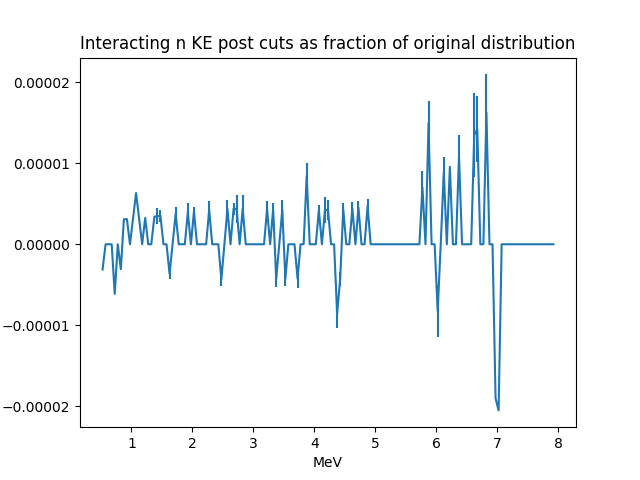 Interacting n KE post cuts as fraction of original distribution
0.00002
0.00001
0.00000
−0.00001
−0.00002
1 2 3 4 5 6 7 8
MeV